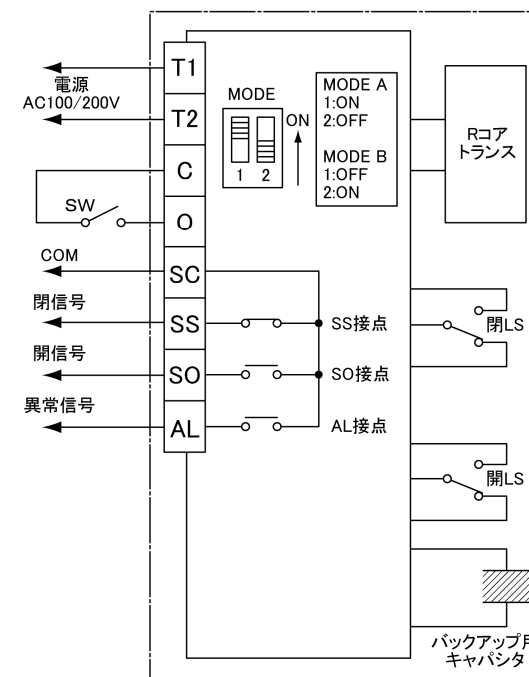 T1
電源
AC100/200V
T2
C
SW
O
COM
SC
閉信号
SS
開信号
SO
異常信号
AL
MODE
ON
1 2
MODE A
1:ON
2:OFF
MODE B
1:OFF
2:ON
SS接点
SO接点
AL接点
Rコア
トランス
閉LS
開LS
バックアップ用
キャパシタ